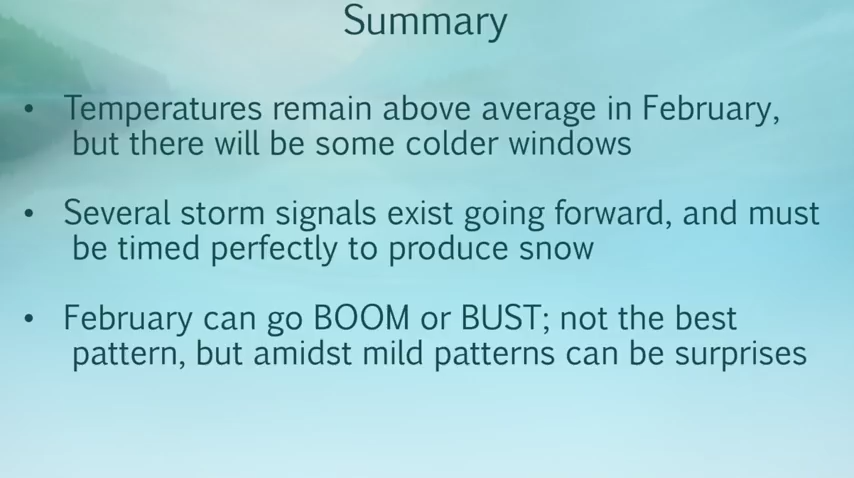 Summary
• Temperatures remain above average in February,
but there will be some colder windows
• Several storm signals exist going forward, and must
be timed perfectly to produce snow
• February can go BOOM or BUST; not the best
pattern, but amidst mild patterns can be surprises